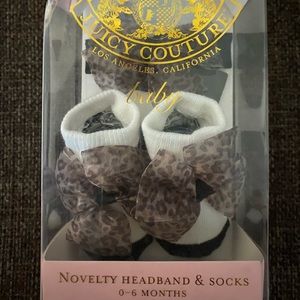 JUICY COUTURE
LOS ANGELES, CALIFORNIA
baby
NOVELTY HEADBAND & SOCKS
0-6 MONTHS